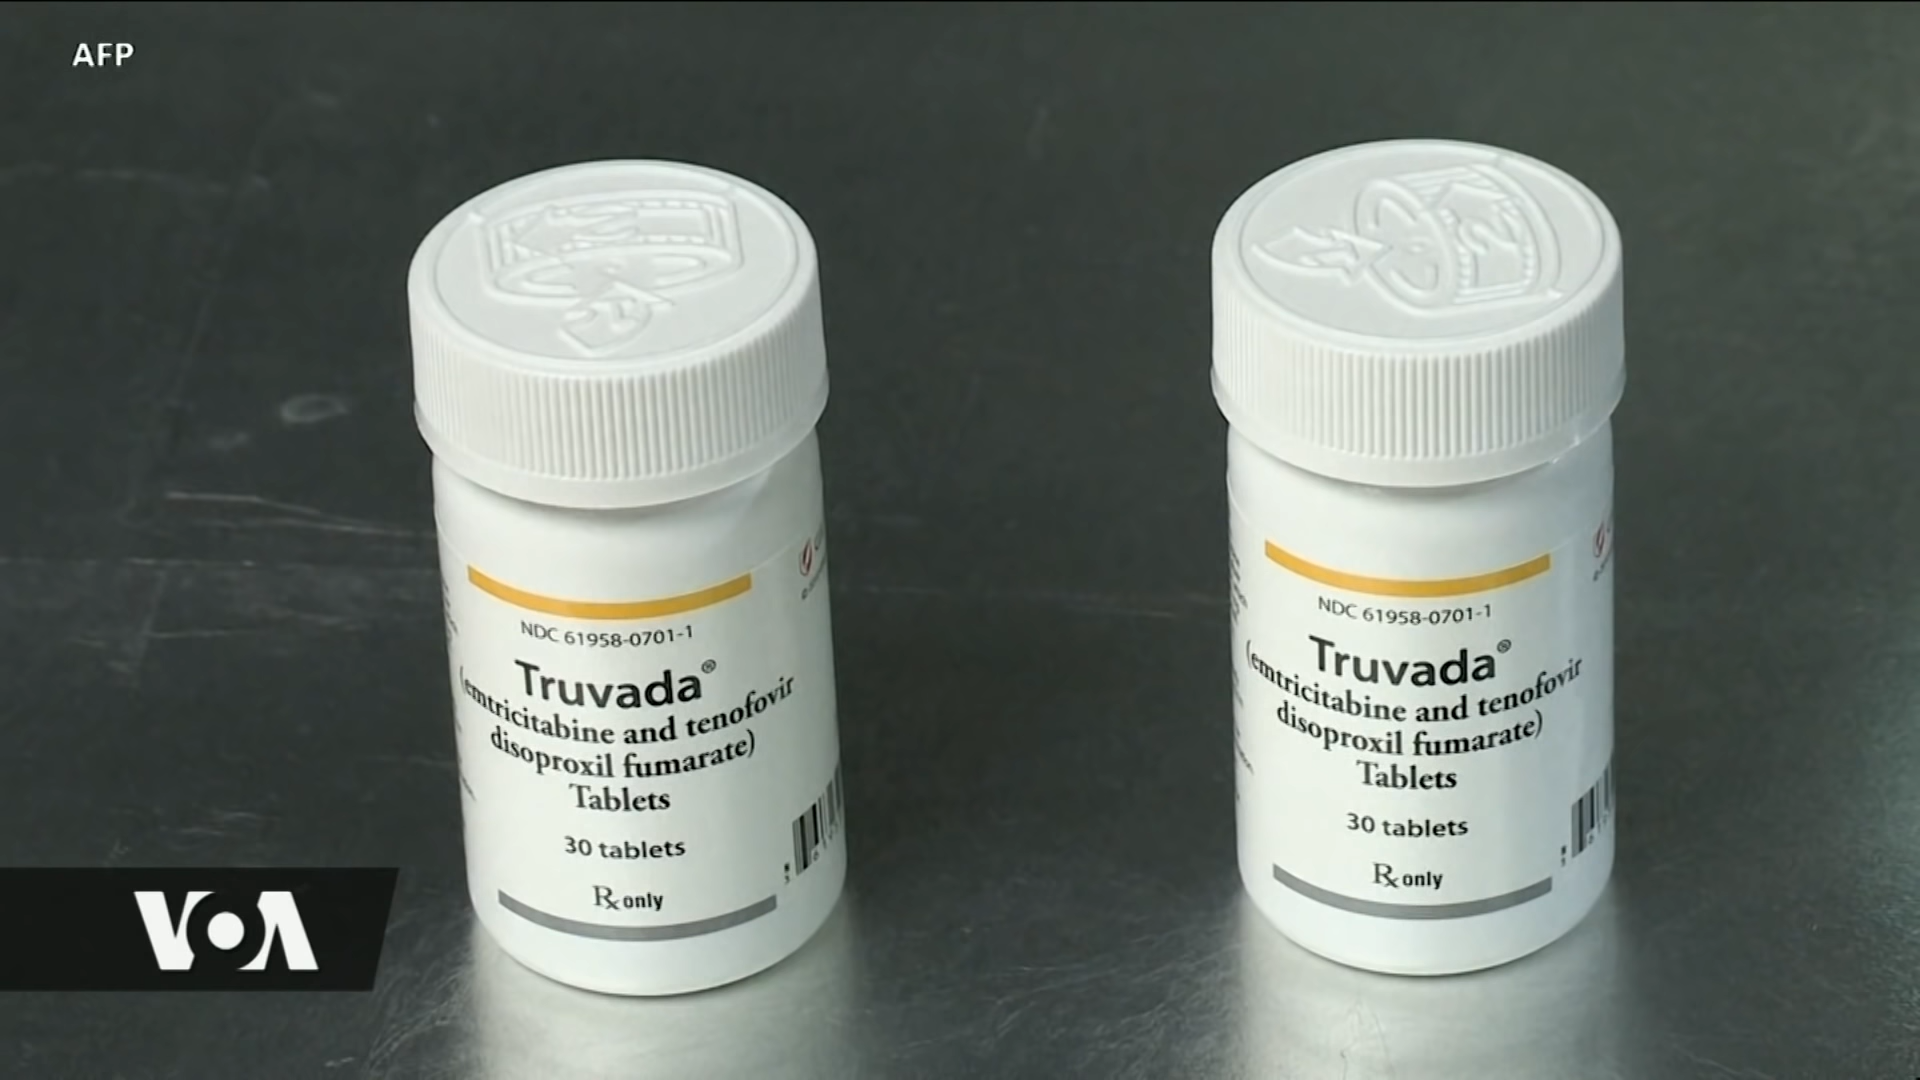 AFP
NDC 61958-0701-1
Truvada®
(emtricitabine and tenofovir
disoproxil fumarate)
Tablets
30 tablets
Rx only
NDC 61958-0701-1
Truvada®
(emtricitabine and tenofovir
disoproxil fumarate)
Tablets
30 tablets
Rx only
VOA